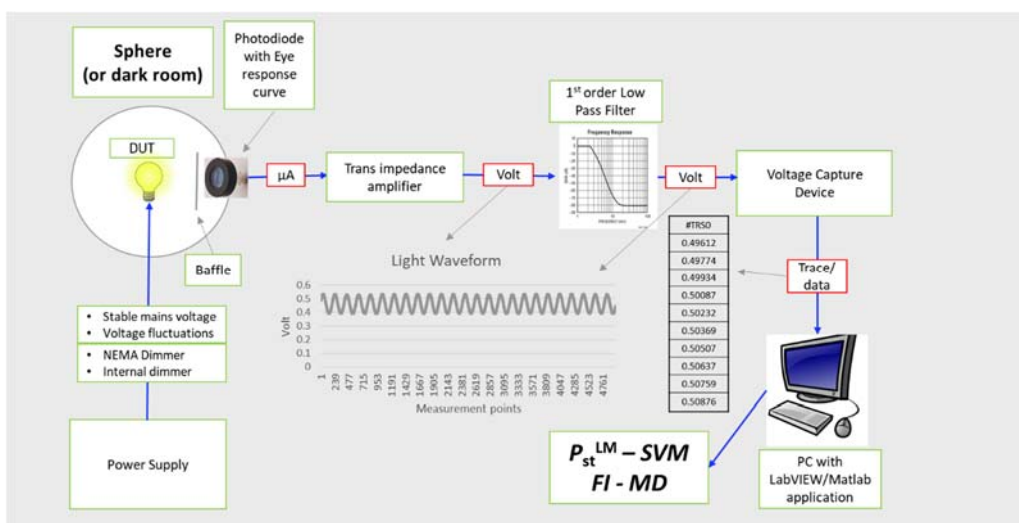 Sphere
(or dark room)
Photodiode
with Eye
response
curve
1st order Low
Pass Filter
Frequency Response
DUT
µA
Trans impedance
amplifier
Volt
Volt
Voltage Capture
Device
Baffle
#TRS0
0.49612
0.49774
0.49934
0.50087
0.50232
0.50369
0.50507
0.50637
0.50759
0.50876
Trace/
data
Light Waveform
0.6
0.5
0.4
0.3
0.2
0.1
0
Volt
1
239
477
715
953
1191
1429
1667
1905
2143
2381
2619
2857
3095
3333
3571
3809
4047
4285
4523
4761
Measurement points
• Stable mains voltage
• Voltage fluctuations
• NEMA Dimmer
• Internal dimmer
Power Supply
PstLM – SVM
FI - MD
PC with
LabVIEW/Matlab
application